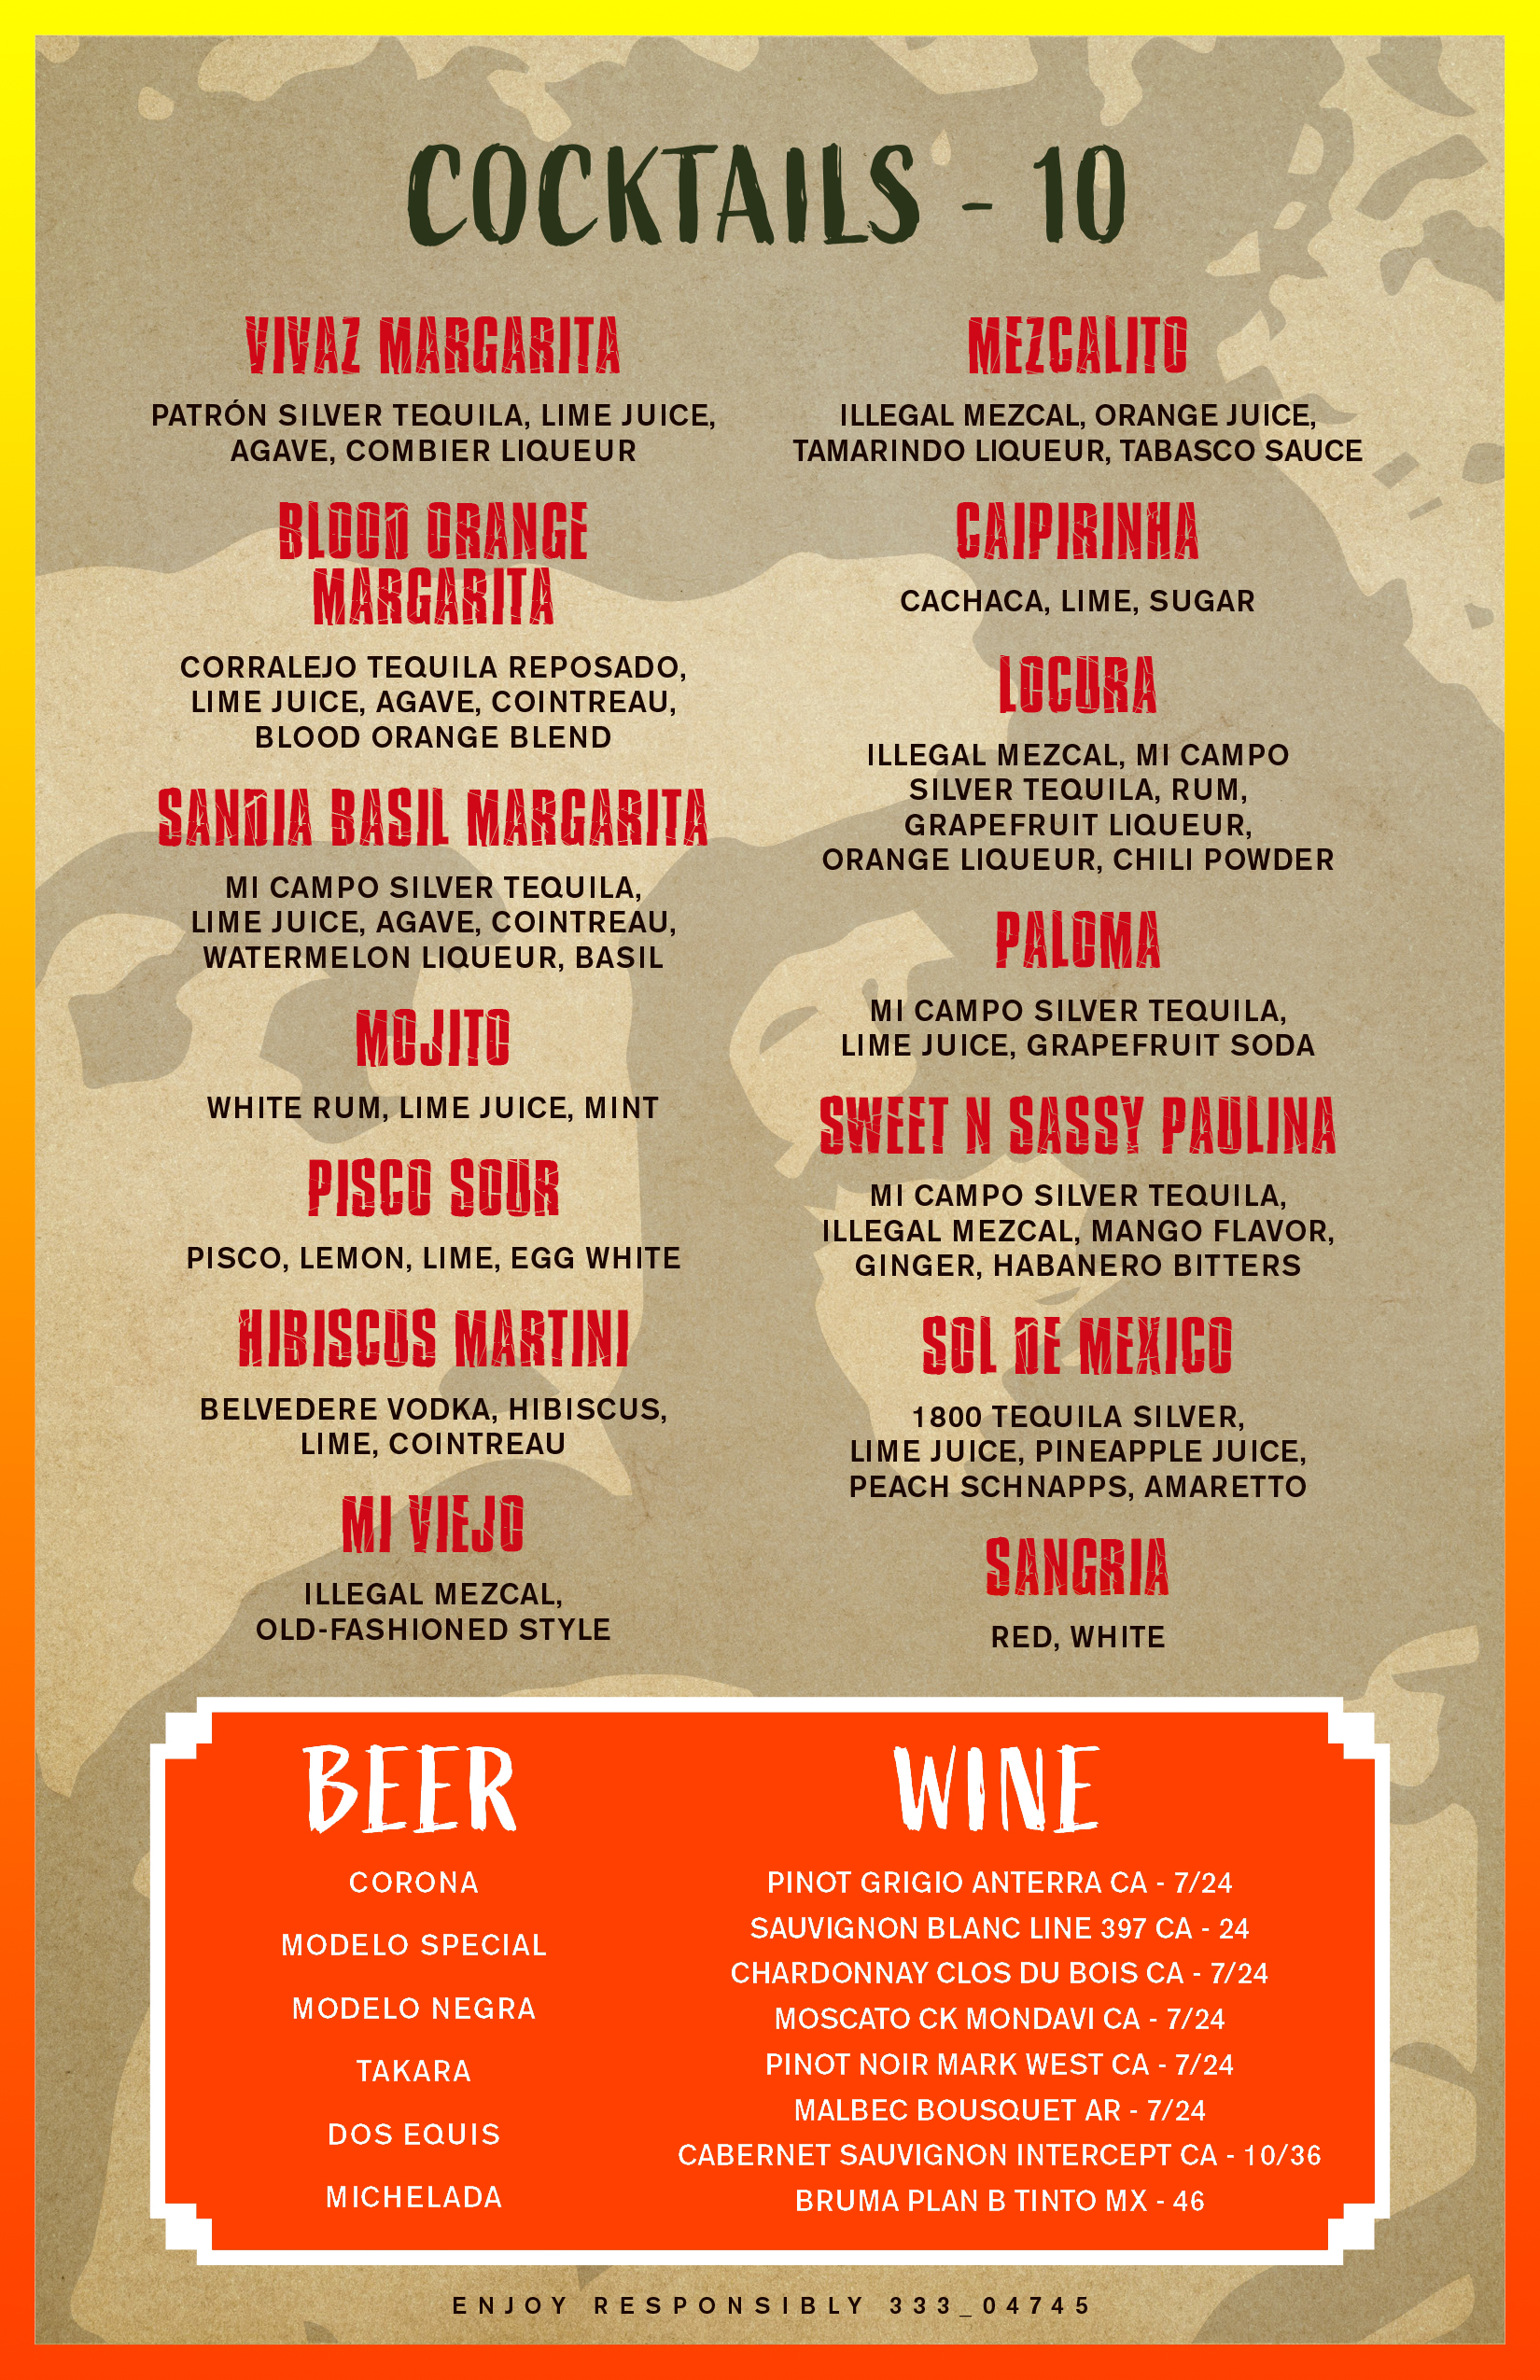 COCKTAILS - 10
VIVAZ MARGARITA
PATRÓN SILVER TEQUILA, LIME JUICE,
AGAVE, COMBIER LIQUEUR
BLOOD ORANGE
MARGARITA
CORRALEJO TEQUILA REPOSADO,
LIME JUICE, AGAVE, COINTREAU,
BLOOD ORANGE BLEND
SANDIA BASIL MARGARITA
MI CAMPO SILVER TEQUILA,
LIME JUICE, AGAVE, COINTREAU,
WATERMELON LIQUEUR, BASIL
MOJITO
WHITE RUM, LIME JUICE, MINT
PISCO SOUR
PISCO, LEMON, LIME, EGG WHITE
HIBISCUS MARTINI
BELVEDERE VODKA, HIBISCUS,
LIME, COINTREAU
MI VIEJO
ILLEGAL MEZCAL,
OLD-FASHIONED STYLE
MEZCALITO
ILLEGAL MEZCAL, ORANGE JUICE,
TAMARINDO LIQUEUR, TABASCO SAUCE
CAIPIRINHA
CACHACA, LIME, SUGAR
LOCURA
ILLEGAL MEZCAL, MI CAMPO
SILVER TEQUILA, RUM,
GRAPEFRUIT LIQUEUR,
ORANGE LIQUEUR, CHILI POWDER
PALOMA
MI CAMPO SILVER TEQUILA,
LIME JUICE, GRAPEFRUIT SODA
SWEET N SASSY PAULINA
MI CAMPO SILVER TEQUILA,
ILLEGAL MEZCAL, MANGO FLAVOR,
GINGER, HABANERO BITTERS
SOL DE MEXICO
1800 TEQUILA SILVER,
LIME JUICE, PINEAPPLE JUICE,
PEACH SCHNAPPS, AMARETTO
SANGRIA
RED, WHITE
BEER
CORONA
MODELO SPECIAL
MODELO NEGRA
TAKARA
DOS EQUIS
MICHELADA
WINE
PINOT GRIGIO ANTERRA CA - 7/24
SAUVIGNON BLANC LINE 397 CA - 24
CHARDONNAY CLOS DU BOIS CA - 7/24
MOSCATO CK MONDAVI CA - 7/24
PINOT NOIR MARK WEST CA - 7/24
MALBEC BOUSQUET AR - 7/24
CABERNET SAUVIGNON INTERCEPT CA - 10/36
BRUMA PLAN B TINTO MX - 46
ENJOY RESPONSIBLY 333_04745